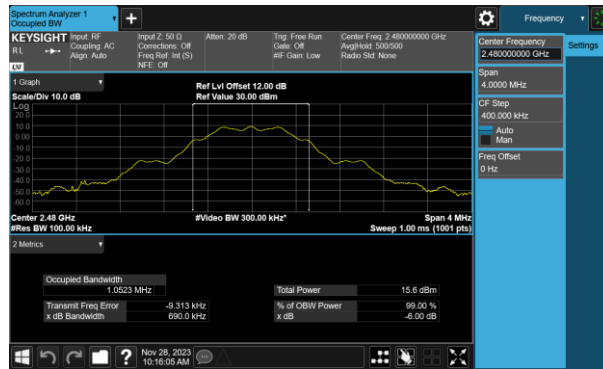 Spectrum Analyzer 1
Occupied BW
+
Frequency
KEYSIGHT
RL
LNI
Input: RF
Coupling: AC
Align: Auto
Input Z: 50 Ω
Corrections: Off
Freq Ref: Int (S)
NFE: Off
Atten: 20 dB
Trig: Free Run
Gate: Off
#IF Gain: Low
Center Freq: 2.480000000 GHz
Avg|Hold: 500/500
Radio Std: None
Center Frequency
2.480000000 GHz
Settings
Span
4.0000 MHz
CF Step
400.000 kHz
Auto
Man
Freq Offset
0 Hz
1 Graph
Scale/Div 10.0 dB
Ref Lvl Offset 12.00 dB
Ref Value 30.00 dBm
Log
20.0
10.0
0.00
-10.0
-20.0
-30.0
-40.0
-50.0
-60.0
Center 2.48 GHz
#Video BW 300.00 kHz*
Span 4 MHz
#Res BW 100.00 kHz
Sweep 1.00 ms (1001 pts)
2 Metrics
Occupied Bandwidth
1.0523 MHz
Total Power 15.6 dBm
Transmit Freq Error -9.313 kHz
% of OBW Power 99.00 %
x dB Bandwidth 690.0 kHz
x dB -6.00 dB
?
Nov 28, 2023
10:16:05 AM